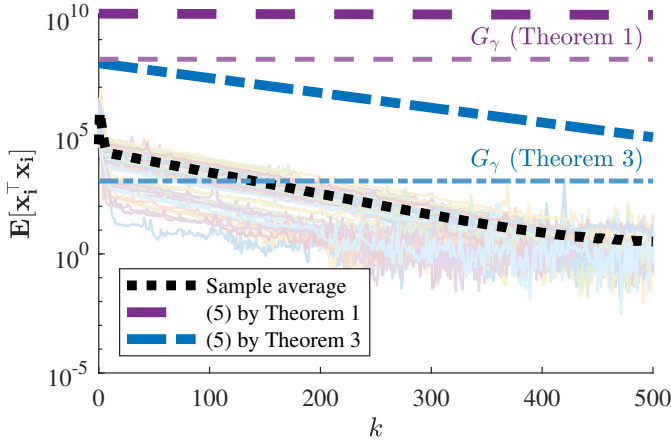 10^10
G_γ (Theorem 1)
10^5
G_γ (Theorem 3)
E[x_i^⊤ x_i]
10^0
Sample average
(5) by Theorem 1
(5) by Theorem 3
10^-5
0 100 200 300 400 500
k